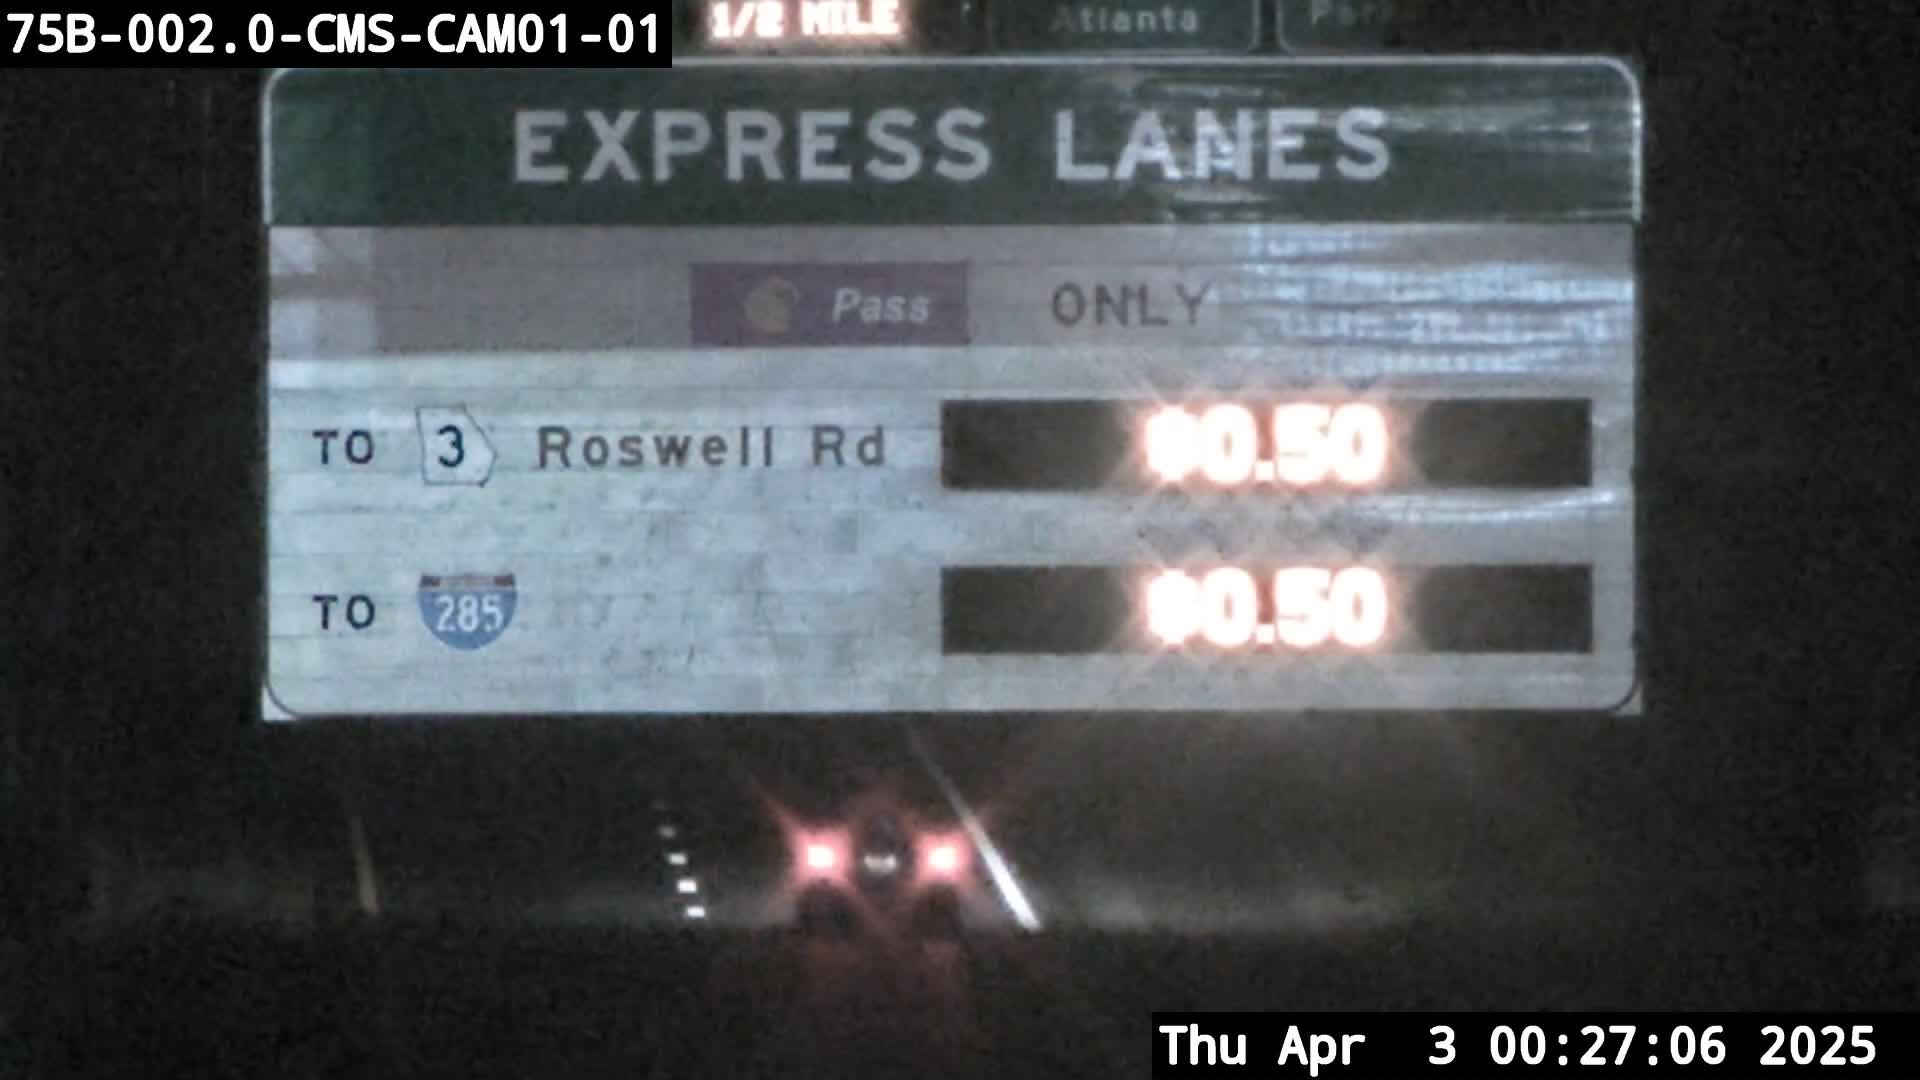 75B-002.0-CMS-CAM01-01
1/2 MILE
Atlanta
EXPRESS LANES
Pass ONLY
TO 3 Roswell Rd $0.50
TO 285 $0.50
Thu Apr 3 00:27:06 2025